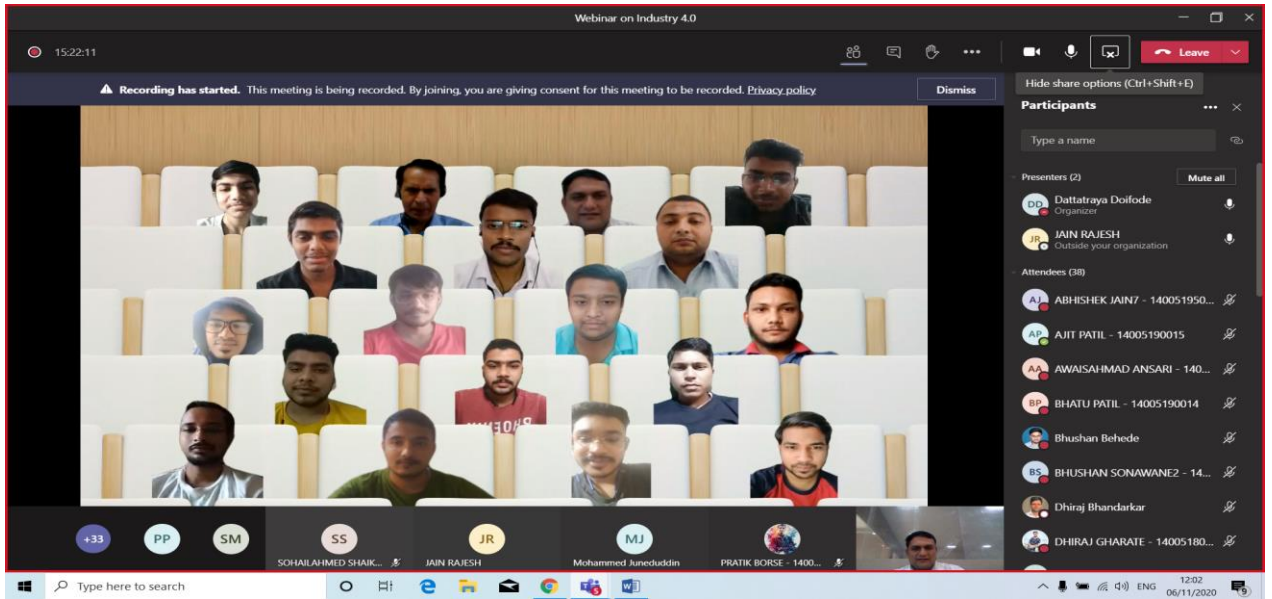 Webinar on Industry 4.0
15:22:11
Leave
Recording has started. This meeting is being recorded. By joining, you are giving consent for this meeting to be recorded. Privacy policy
Dismiss
Hide share options (Ctrl+Shift+E)
Participants
Type a name
Presenters (2)
Mute all
DD
Dattatraya Doifode
Organizer
JR
JAIN RAJESH
Outside your organization
Attendees (38)
AJ
ABHISHEK JAIN7 - 140051950...
AP
AJIT PATIL - 14005190015
AA
AWAISAHMAD ANSARI - 140...
BP
BHATU PATIL - 14005190014
Bhushan Behede
BS
BHUSHAN SONAWANE2 - 14...
Dhiraj Bhandarkar
DHIRAJ GHARATE - 14005180...
+33
PP
SM
SS
SOHAILAHMED SHAIK...
JR
JAIN RAJESH
MJ
Mohammed Juneduddin
PRATIK BORSE - 1400...
Type here to search
ENG
12:02
06/11/2020